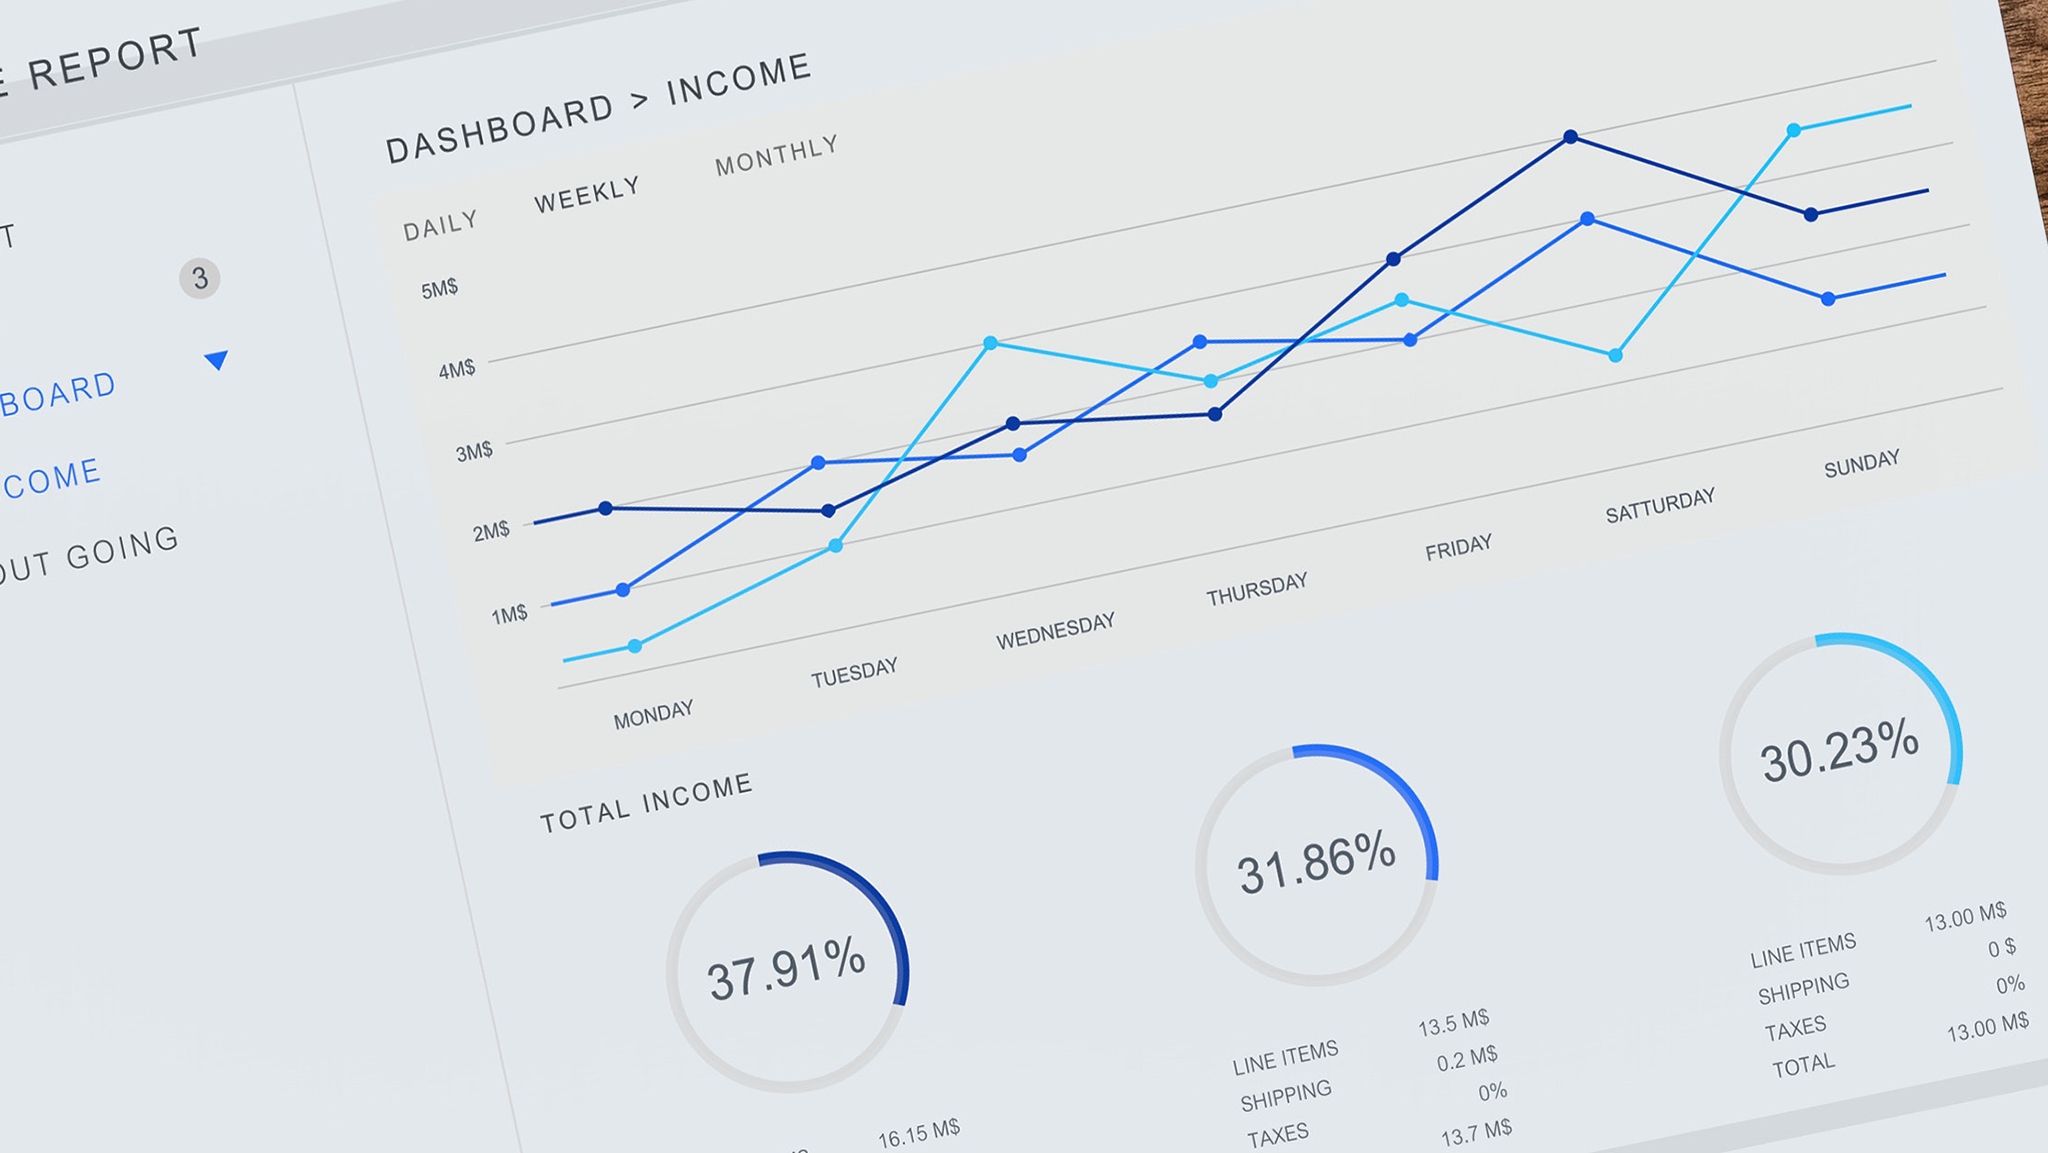 E REPORT
T
3
BOARD
COME
OUT GOING
DASHBOARD > INCOME
DAILY WEEKLY MONTHLY
5M$
4M$
3M$
2M$
1M$
MONDAY TUESDAY WEDNESDAY THURSDAY FRIDAY SATTURDAY SUNDAY
TOTAL INCOME
37.91%
16.15 M$
31.86%
LINE ITEMS 13.5 M$
SHIPPING 0.2 M$
TAXES 0%
13.7 M$
30.23%
LINE ITEMS 13.00 M$
SHIPPING 0 $
TAXES 0%
TOTAL 13.00 M$